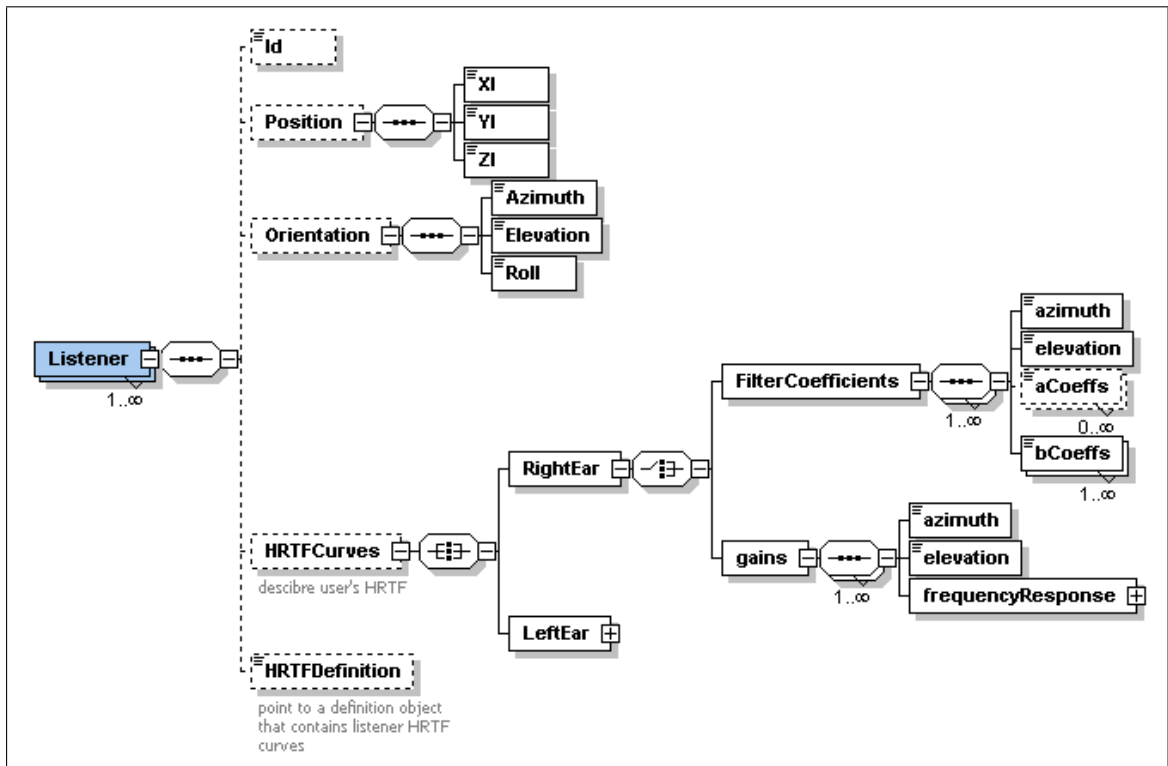 Id
Position
Xl
Yl
Zl
Orientation
Azimuth
Elevation
Roll
Listener
1..∞
HRTFCurves
descibre user's HRTF
RightEar
FilterCoefficients
1..∞
azimuth
elevation
aCoeffs
0..∞
bCoeffs
1..∞
gains
1..∞
azimuth
elevation
frequencyResponse
LeftEar
HRTFDefinition
point to a definition object
that contains listener HRTF
curves